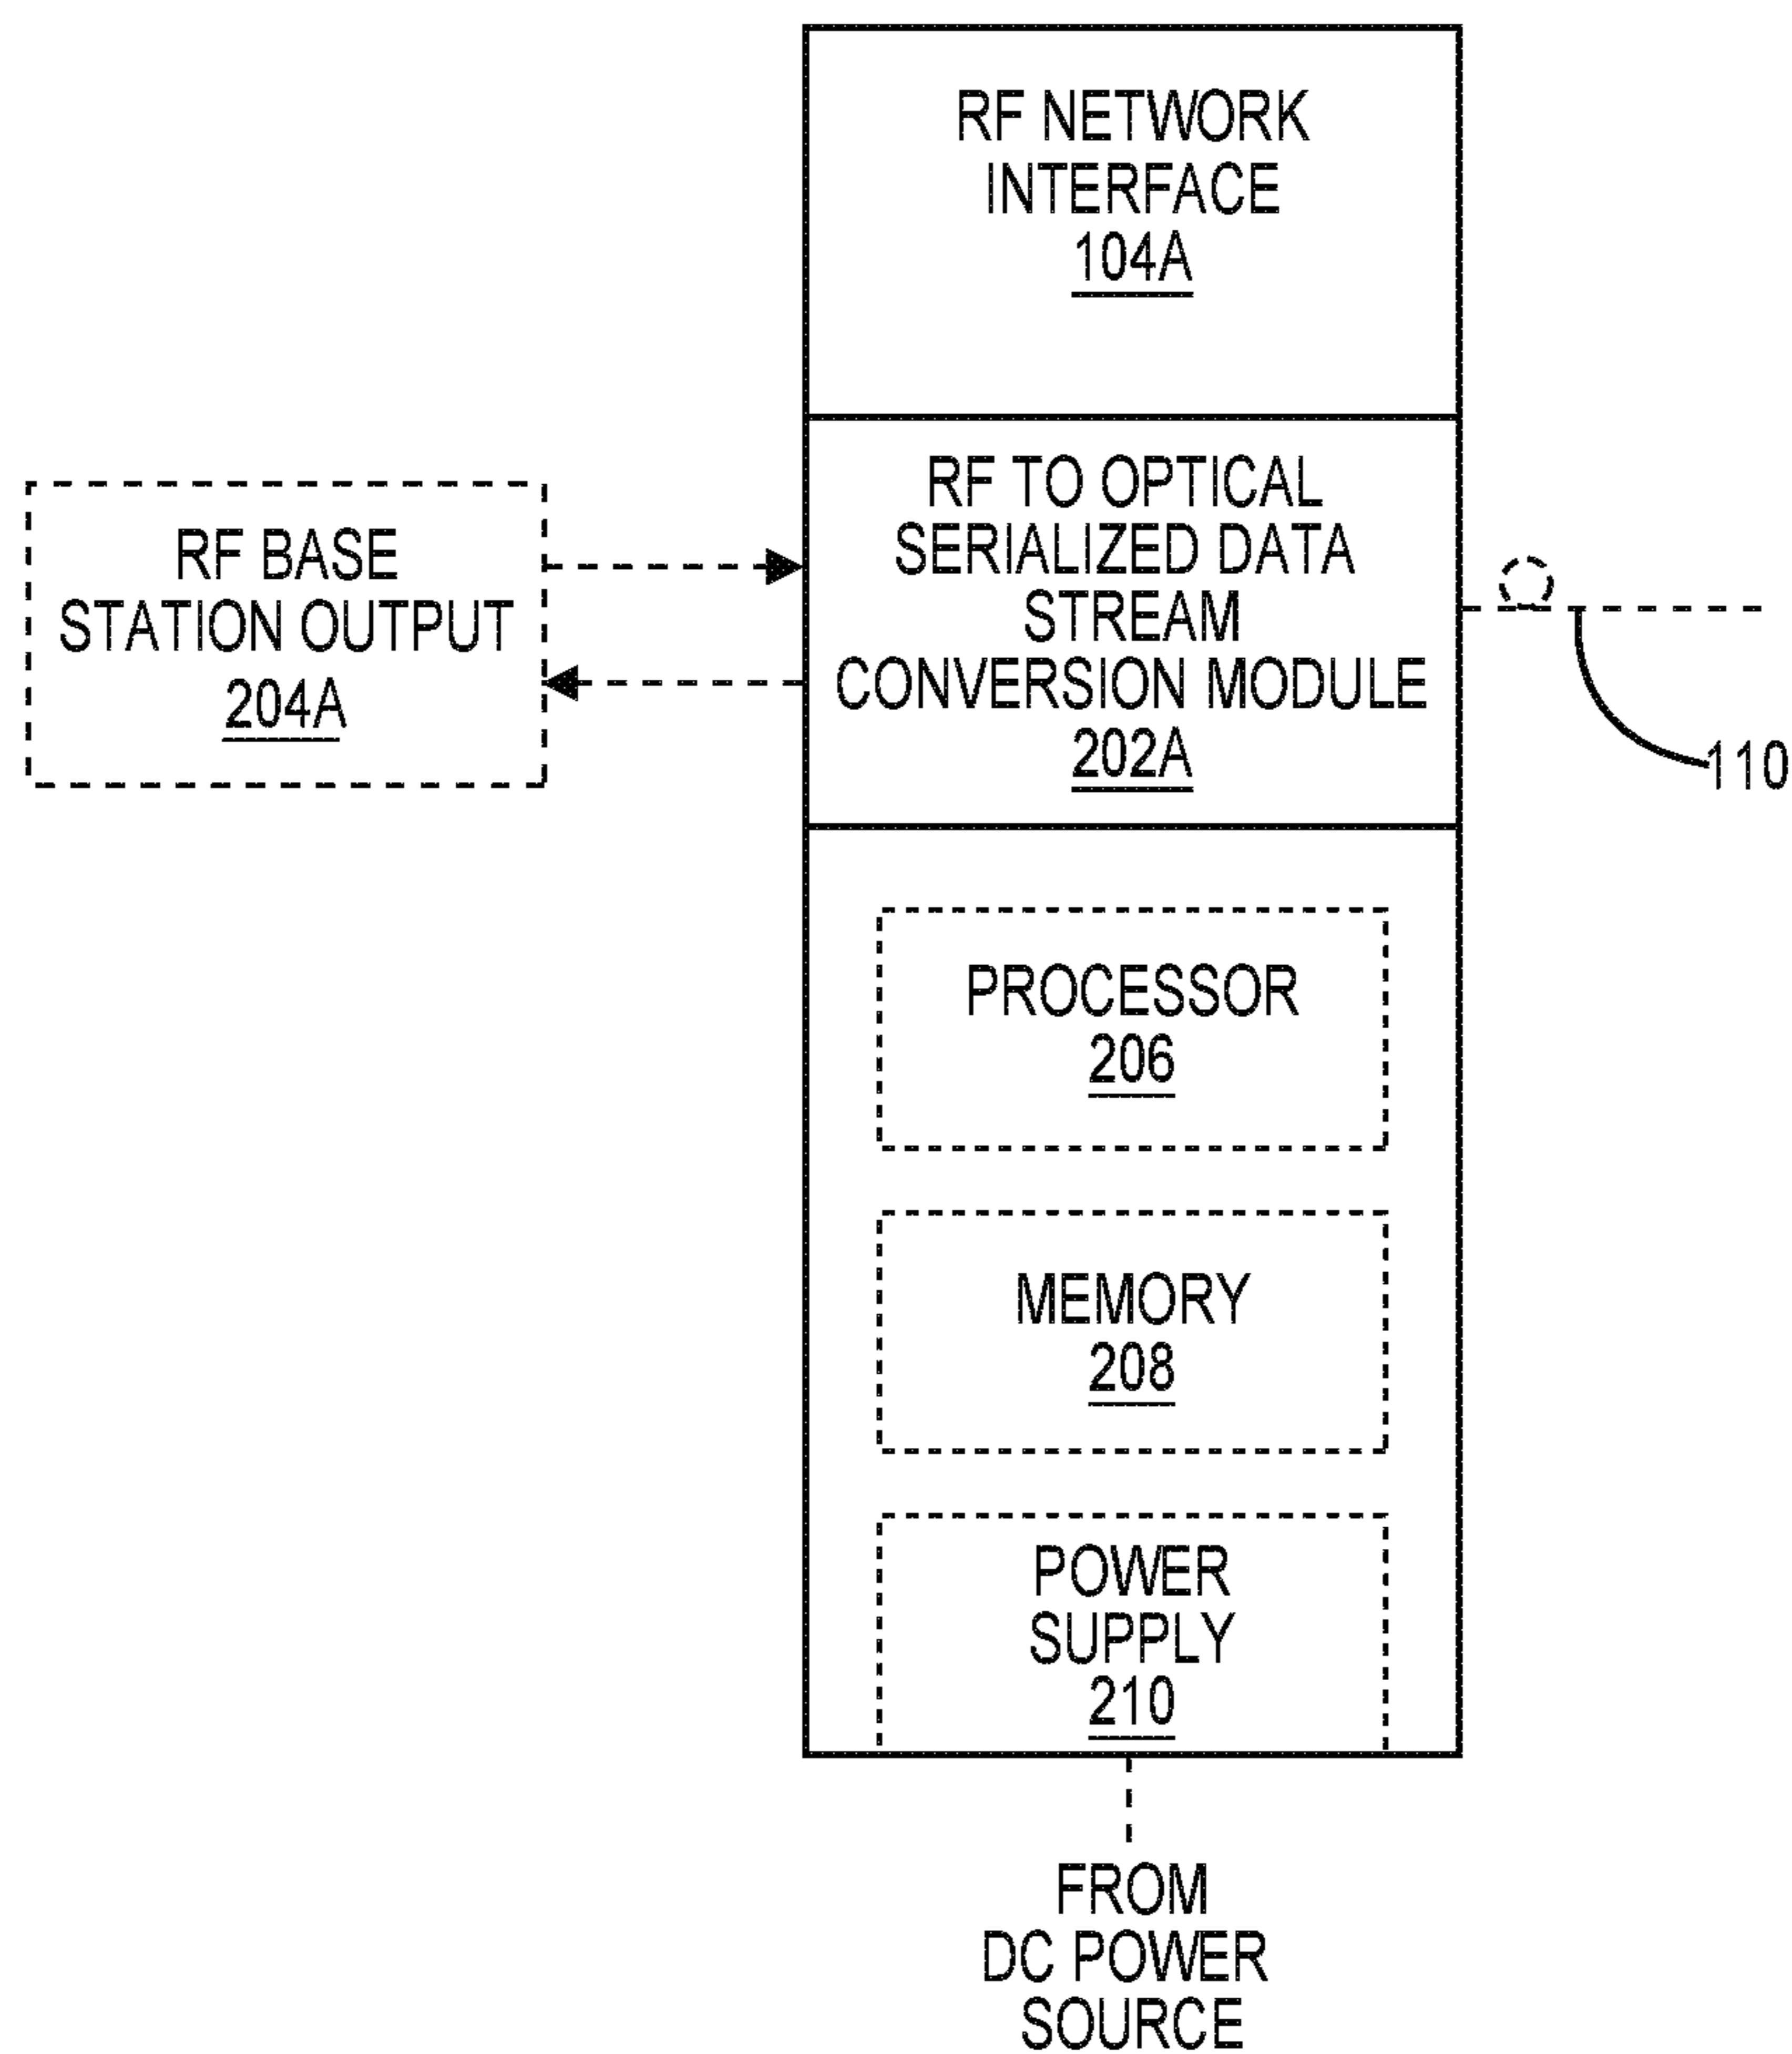 RF NETWORK
INTERFACE
104A
RF BASE
STATION OUTPUT
204A
RF TO OPTICAL
SERIALIZED DATA
STREAM
CONVERSION MODULE
202A
110
PROCESSOR
206
MEMORY
208
POWER
SUPPLY
210
FROM
DC POWER
SOURCE